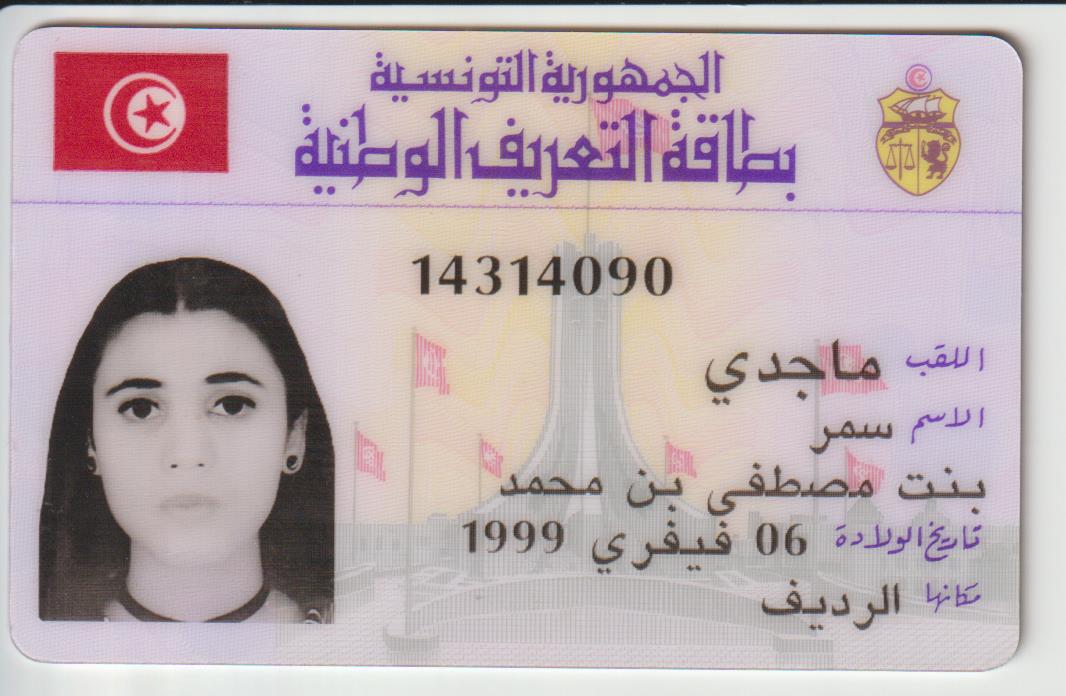 الجمهورية التونسية
بطاقة التعريف الوطنية
14314090
اللقب ماجدي
الاسم سمر
بنت مصطفى بن محمد
تاريخ الولادة 06 فيفري 1999
مكانها الرديف